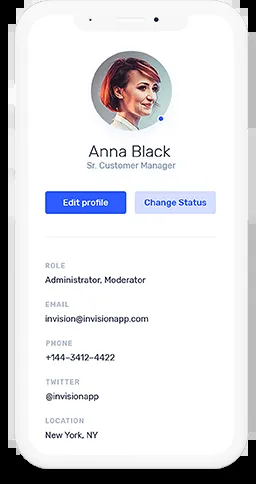 Anna Black
Sr. Customer Manager
Edit profile
Change Status
ROLE
Administrator, Moderator
EMAIL
invision@invisionapp.com
PHONE
+144-3412-4422
TWITTER
@invisionapp
LOCATION
New York, NY